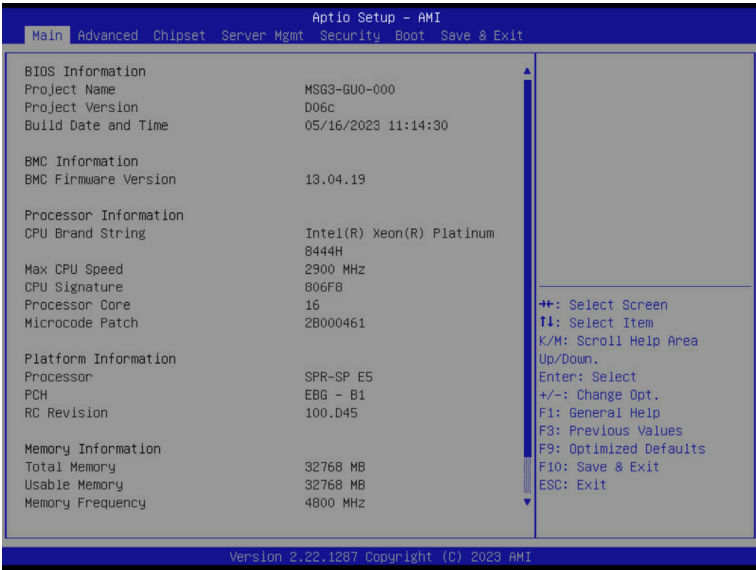 Aptio Setup – AMI
Main Advanced Chipset Server Mgmt Security Boot Save & Exit
BIOS Information
Project Name MSG3-GU0-000
Project Version D06c
Build Date and Time 05/16/2023 11:14:30
BMC Information
BMC Firmware Version 13.04.19
Processor Information
CPU Brand String Intel(R) Xeon(R) Platinum
8444H
Max CPU Speed 2900 MHz
CPU Signature 806F8
Processor Core 16
Microcode Patch 2B000461
Platform Information
Processor SPR-SP E5
PCH EBG - B1
RC Revision 100.D45
Memory Information
Total Memory 32768 MB
Usable Memory 32768 MB
Memory Frequency 4800 MHz
→←: Select Screen
↑↓: Select Item
K/M: Scroll Help Area
Up/Down.
Enter: Select
+/-: Change Opt.
F1: General Help
F3: Previous Values
F9: Optimized Defaults
F10: Save & Exit
ESC: Exit
Version 2.22.1287 Copyright (C) 2023 AMI